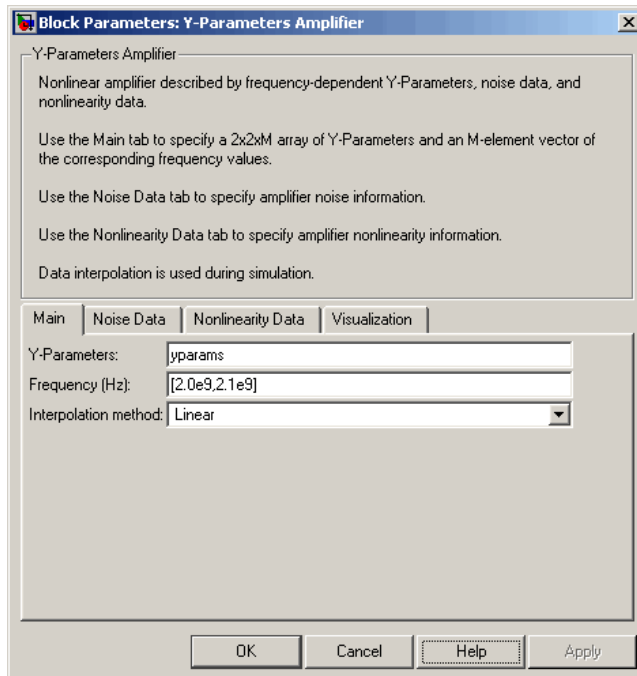 Block Parameters: Y-Parameters Amplifier
Y-Parameters Amplifier
Nonlinear amplifier described by frequency-dependent Y-Parameters, noise data, and
nonlinearity data.
Use the Main tab to specify a 2x2xM array of Y-Parameters and an M-element vector of
the corresponding frequency values.
Use the Noise Data tab to specify amplifier noise information.
Use the Nonlinearity Data tab to specify amplifier nonlinearity information.
Data interpolation is used during simulation.
Main Noise Data Nonlinearity Data Visualization
Y-Parameters: yparams
Frequency (Hz): [2.0e9,2.1e9]
Interpolation method: Linear
OK Cancel Help Apply